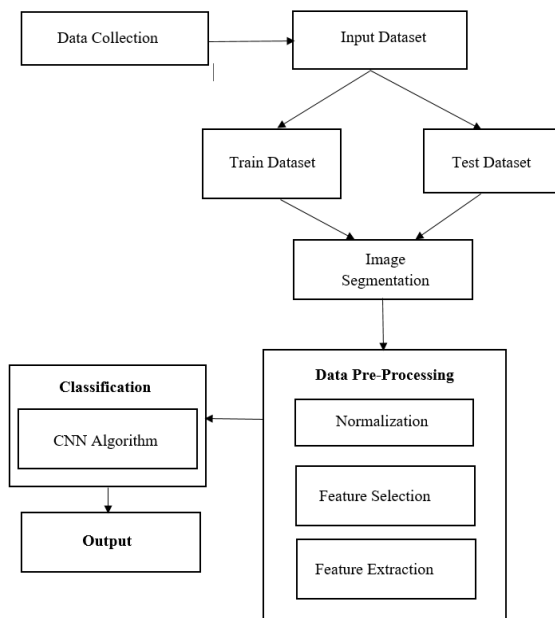 Data Collection
Input Dataset
Train Dataset
Test Dataset
Image
Segmentation
Data Pre-Processing
Normalization
Feature Selection
Feature Extraction
Classification
CNN Algorithm
Output